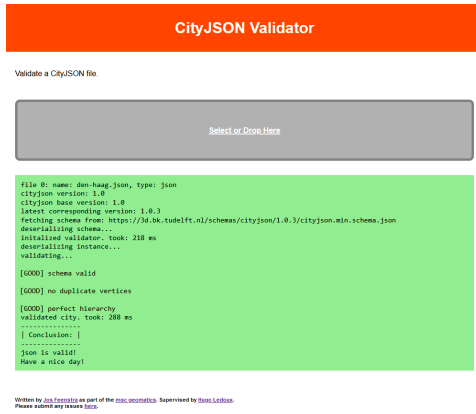 CityJSON Validator
Validate a CityJSON file.
Select or Drop Here
file 0: name: den-haag.json, type: json
cityjson version: 1.0
cityjson base version: 1.0
latest corresponding version: 1.0.3
fetching schema from: https://3d.bk.tudelft.nl/schemas/cityjson/1.0.3/cityjson.min.schema.json
deserializing schema...
initalized validator. took: 218 ms
deserializing instance...
validating...
[GOOD] schema valid
[GOOD] no duplicate vertices
[GOOD] perfect hierarchy
validated city. took: 288 ms
---------------
| Conclusion: |
---------------
json is valid!
Have a nice day!
Written by Jos Feenstra as part of the msc geomatics. Supervised by Hugo Ledoux.
Please submit any issues here.